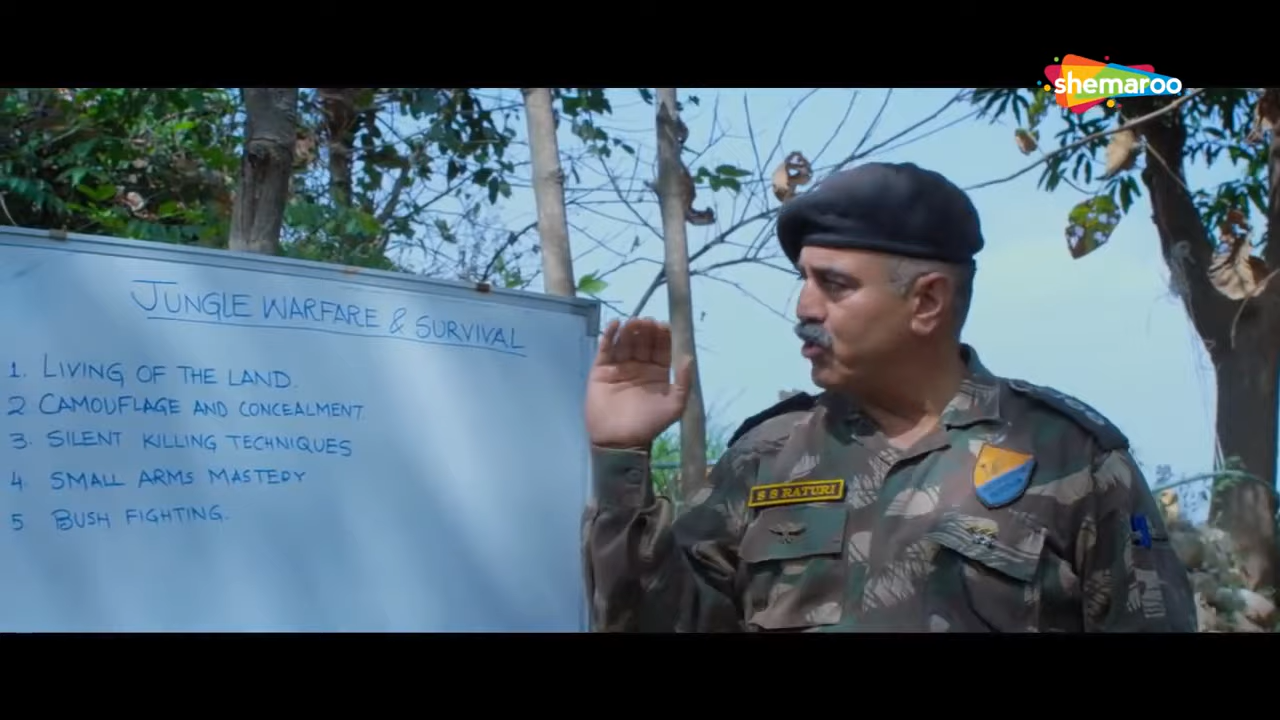 shemaroo
JUNGLE WARFARE & SURVIVAL
1. LIVING OF THE LAND.
2 CAMOUFLAGE AND CONCEALMENT.
3. SILENT KILLING TECHNIQUES
4. SMALL ARMS MASTERY
5 BUSH FIGHTING.
S S RATURI